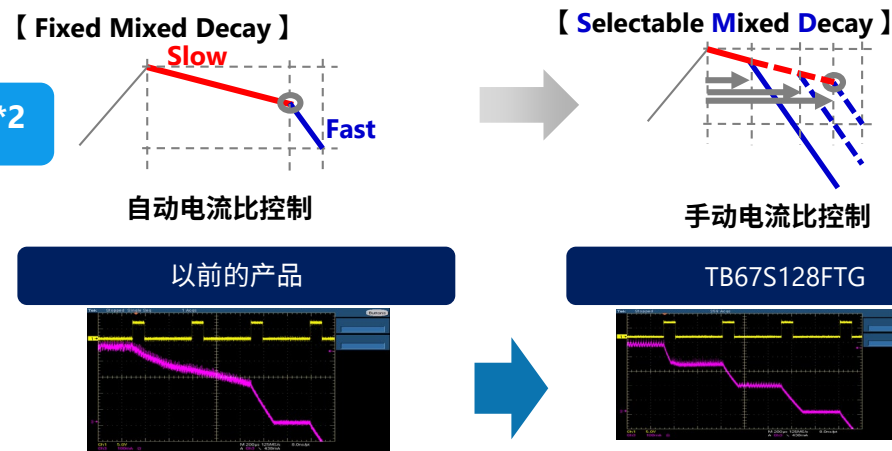 【 Fixed Mixed Decay 】
Slow
*2
Fast
自动电流比控制
以前的产品
【 Selectable Mixed Decay 】
手动电流比控制
TB67S128FTG